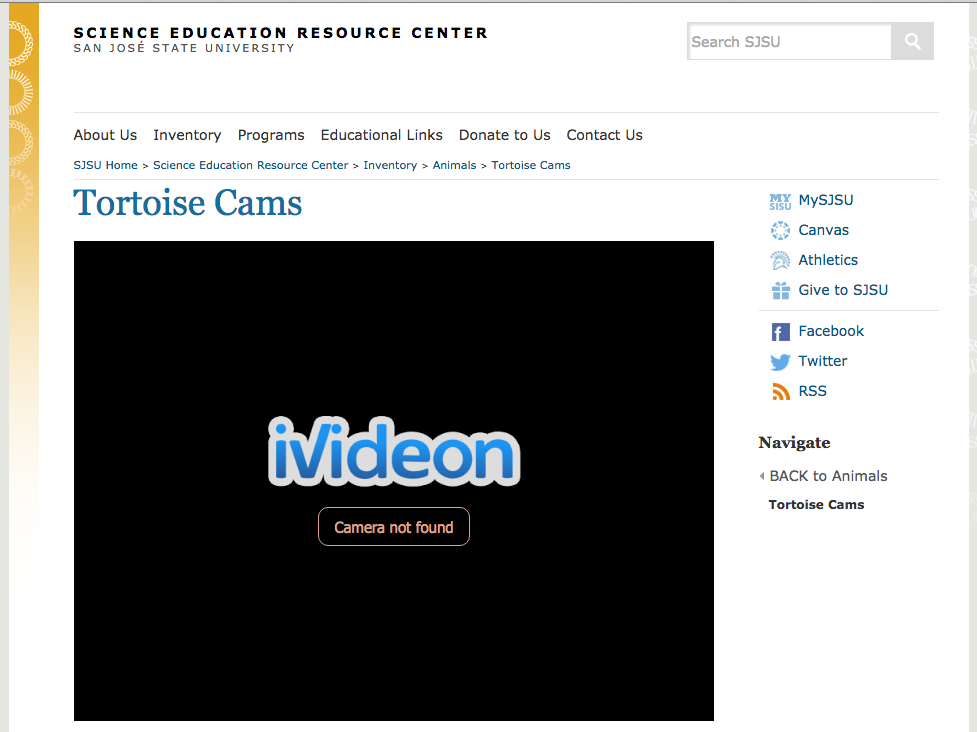 SCIENCE EDUCATION RESOURCE CENTER
SAN JOSÉ STATE UNIVERSITY
Search SJSU
About Us Inventory Programs Educational Links Donate to Us Contact Us
SJSU Home > Science Education Resource Center > Inventory > Animals > Tortoise Cams
Tortoise Cams
iVideon
Camera not found
MY SJSU MySJSU
Canvas
Athletics
Give to SJSU
f Facebook
Twitter
RSS
Navigate
BACK to Animals
Tortoise Cams